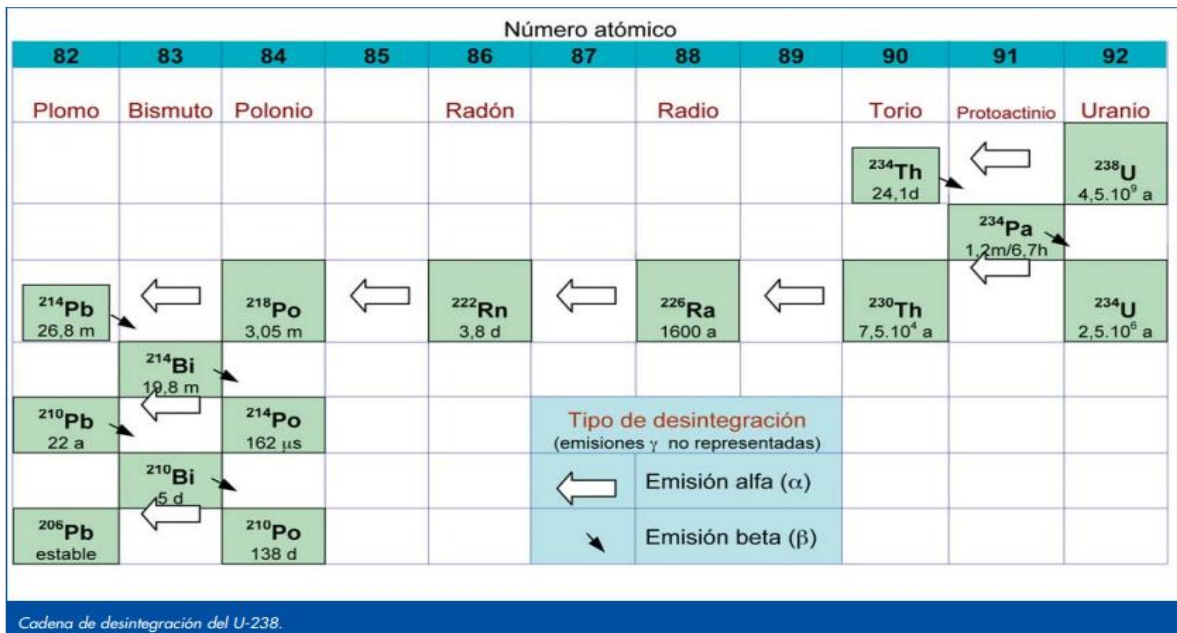 Número atómico
82 83 84 85 86 87 88 89 90 91 92
Plomo Bismuto Polonio Radón Radio Torio Protoactinio Uranio
²³⁴Th ²³⁸U
24,1d 4,5.10⁹ a
²³⁴Pa
1,2m/6,7h
²¹⁴Pb ²¹⁸Po ²²²Rn ²²⁶Ra ²³⁰Th ²³⁴U
26,8 m 3,05 m 3,8 d 1600 a 7,5.10⁴ a 2,5.10⁶ a
²¹⁴Bi
19,8 m
²¹⁰Pb ²¹⁴Po
22 a 162 µs
Tipo de desintegración
(emisiones γ no representadas)
²¹⁰Bi
5 d
Emisión alfa (α)
²⁰⁶Pb ²¹⁰Po
estable 138 d
Emisión beta (β)
Cadena de desintegración del U-238.